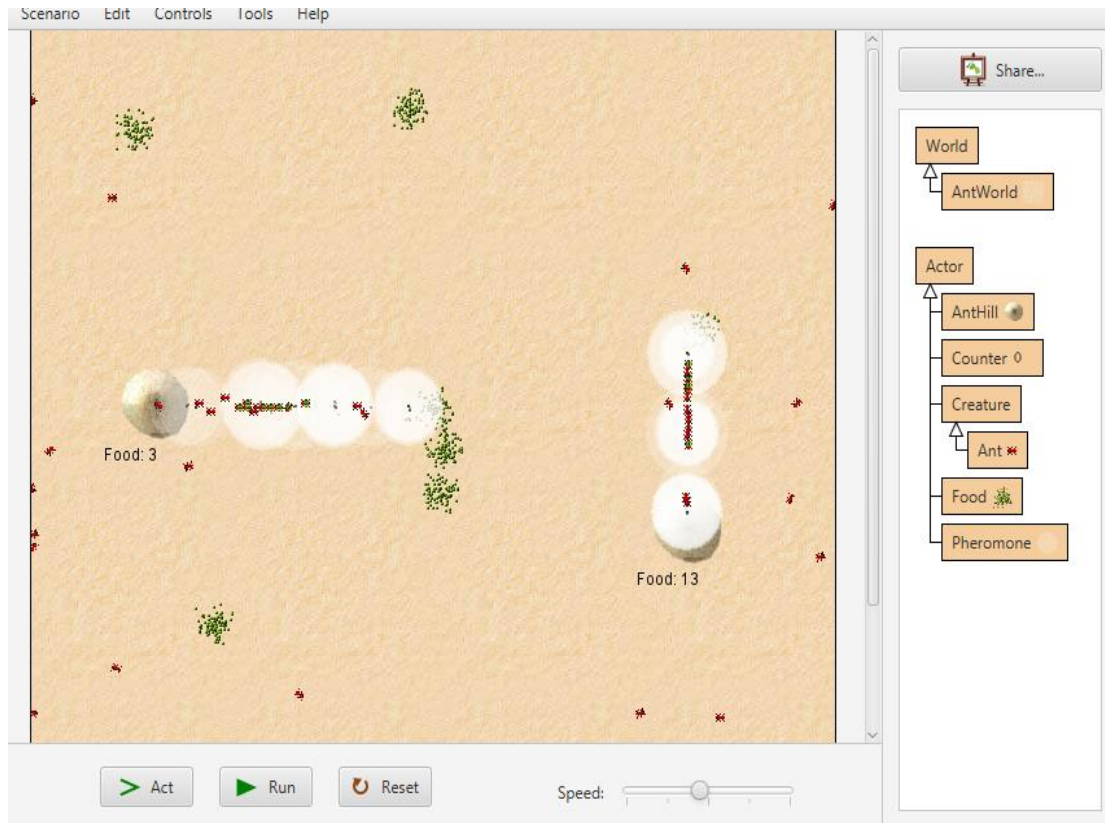 Scenario Edit Controls Tools Help
Share...
World
AntWorld
Actor
AntHill
Counter 0
Creature
Ant
Food
Pheromone
Food: 3
Food: 13
Act Run Reset Speed: